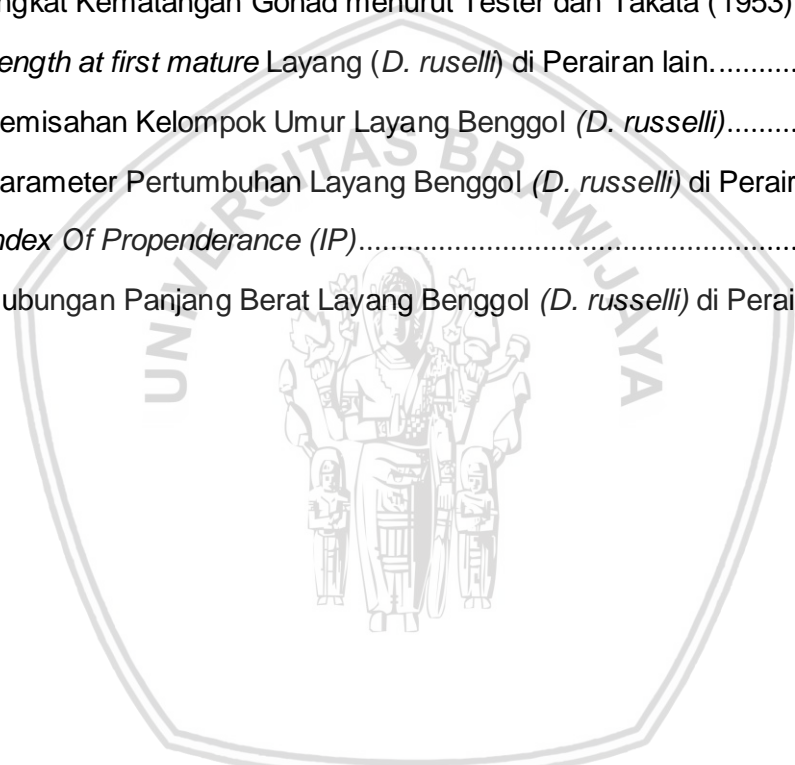 ngkat Kematangan Gonad menurut Tester dan Takata (1953)
ength at first mature Layang (D. ruselli) di Perairan lain...........
emisahan Kelompok Umur Layang Benggol (D. russelli).........
arameter Pertumbuhan Layang Benggol (D. russelli) di Perair
ndex Of Propenderance (IP).......................................................
ubungan Panjang Berat Layang Benggol (D. russelli) di Perai
UNIVERSITAS BRAWIJAYA